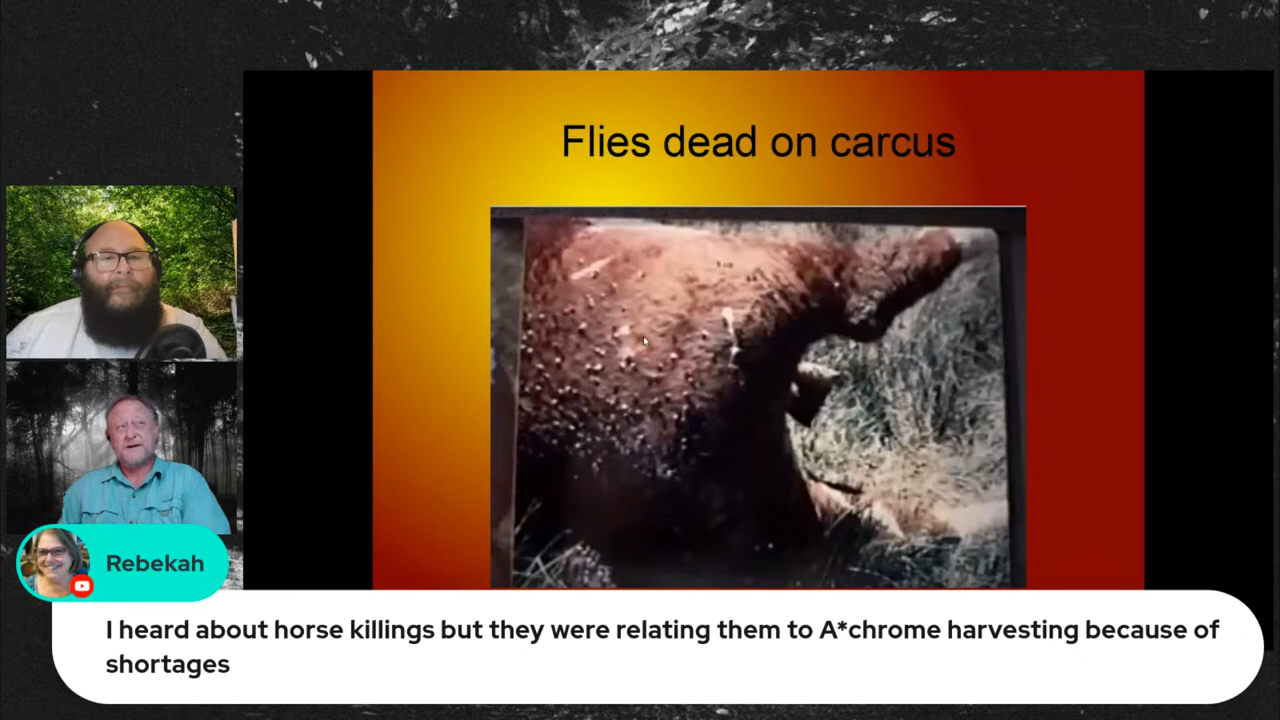 Flies dead on carcus
Rebekah
I heard about horse killings but they were relating them to A*chrome harvesting because of
shortages